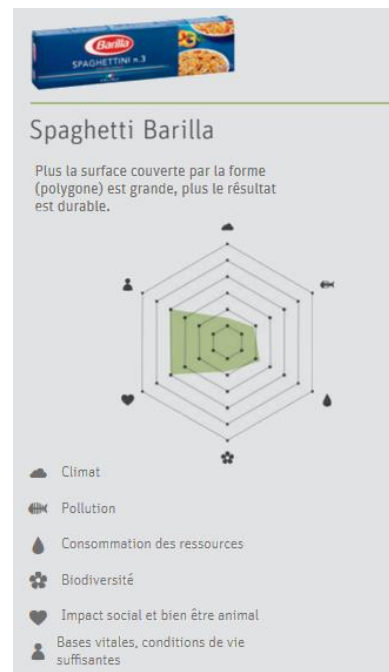 Barilla
SPAGHETTINI n.3
Spaghetti Barilla
Plus la surface couverte par la forme
(polygone) est grande, plus le résultat
est durable.
Climat
Pollution
Consommation des ressources
Biodiversité
Impact social et bien être animal
Bases vitales, conditions de vie
suffisantes